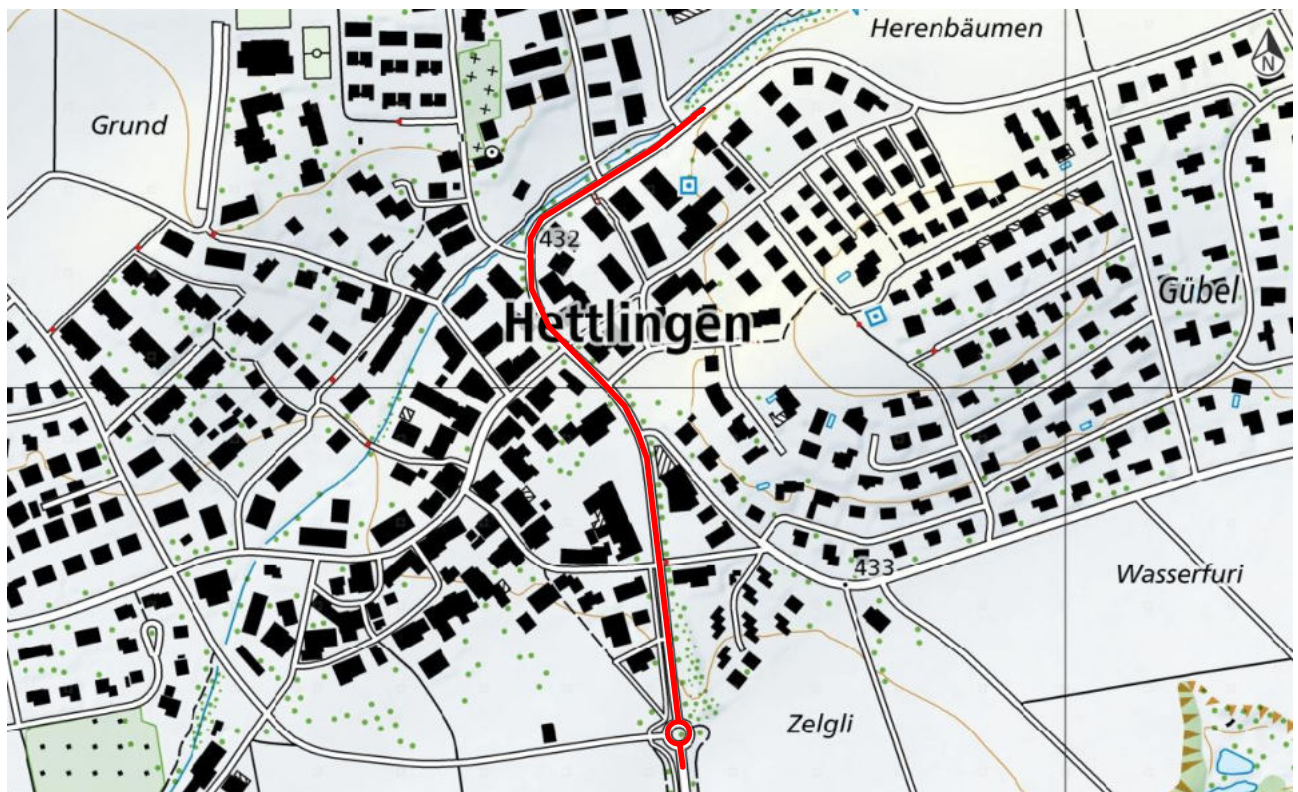 Herenbäumen
N
Grund
432
Gübel
Hettlingen
433
Wasserfuri
Zelgli